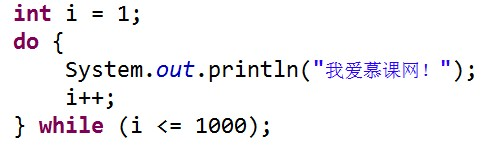 int i = 1;
do {
    System.out.println("我爱慕课网！");
    i++;
} while (i <= 1000);